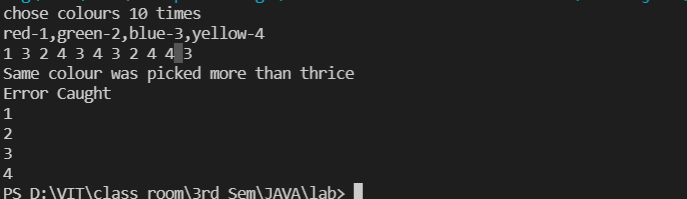 chose colours 10 times
red-1,green-2,blue-3,yellow-4
1 3 2 4 3 4 3 2 4 4 3
Same colour was picked more than thrice
Error Caught
1
2
3
4
PS D:\VIT\class room\3rd Sem\JAVA\lab>